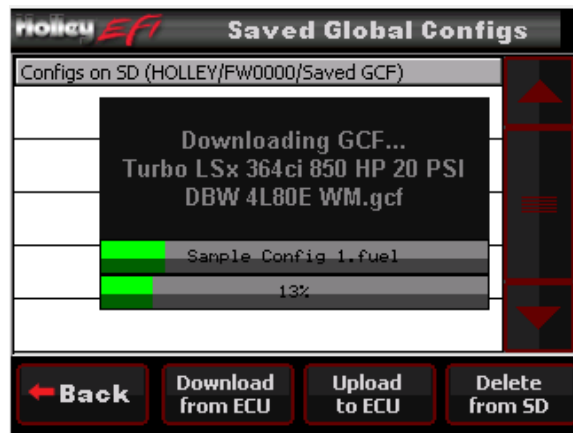 Holley EFI
Saved Global Configs
Configs on SD (HOLLEY/FW0000/Saved GCF)
Downloading GCF...
Turbo LSx 364ci 850 HP 20 PSI
DBW 4L80E WM.gcf
Sample Config 1.fuel
13%
Back
Download
from ECU
Upload
to ECU
Delete
from SD